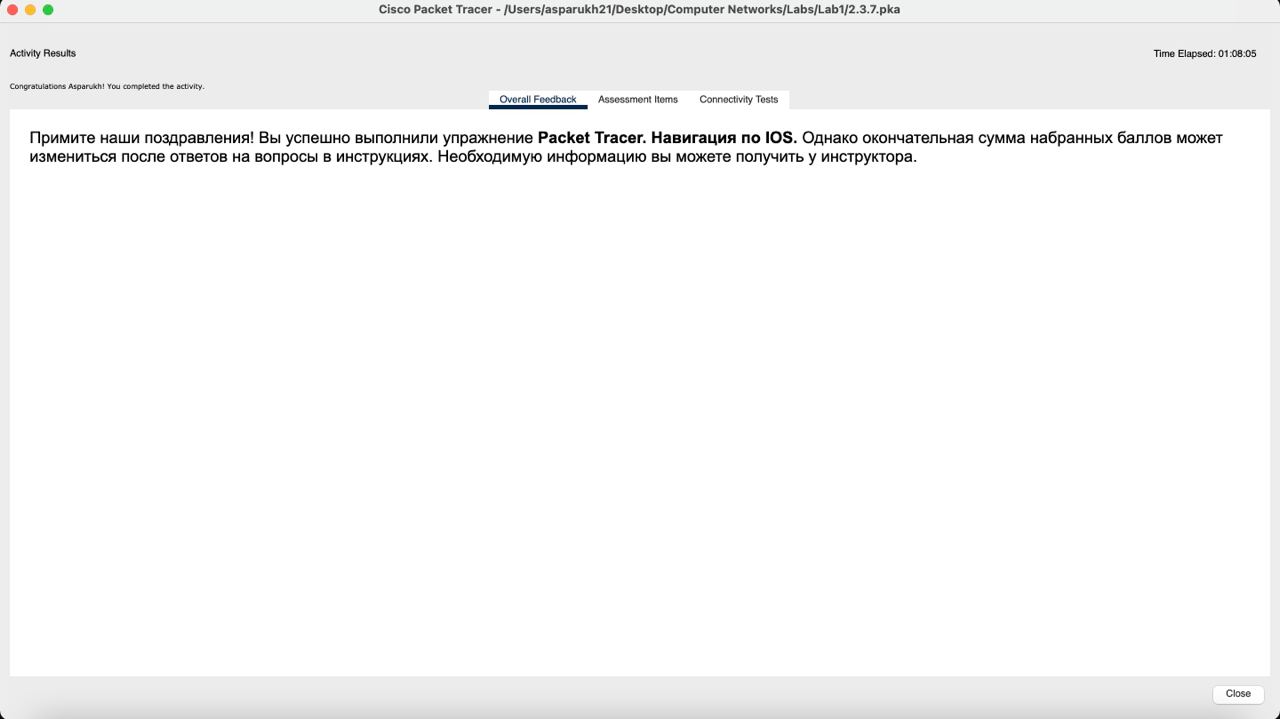 Cisco Packet Tracer - /Users/asparukh21/Desktop/Computer Networks/Labs/Lab1/2.3.7.pka
Activity Results
Time Elapsed: 01:08:05
Congratulations Asparukh! You completed the activity.
Overall Feedback
Assessment Items
Connectivity Tests
Примите наши поздравления! Вы успешно выполнили упражнение Packet Tracer. Навигация по IOS. Однако окончательная сумма набранных баллов может
измениться после ответов на вопросы в инструкциях. Необходимую информацию вы можете получить у инструктора.
Close